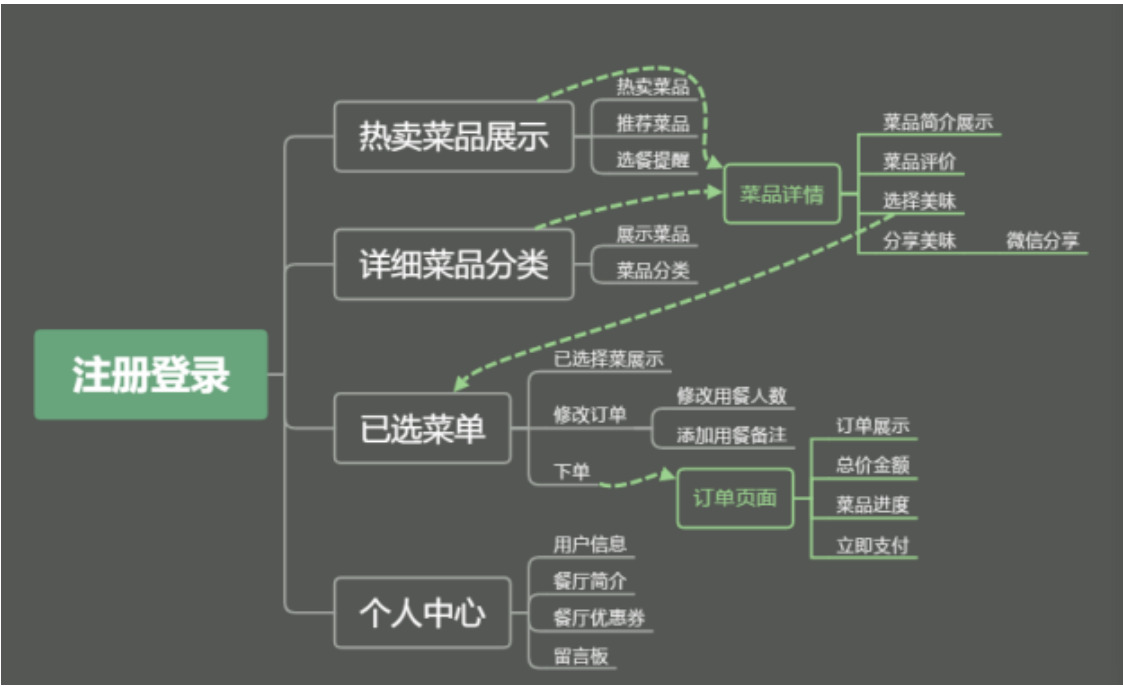 注册登录
热卖菜品展示
热卖菜品
推荐菜品
选餐提醒
菜品详情
菜品简介展示
菜品评价
选择美味
分享美味
微信分享
详细菜品分类
展示菜品
菜品分类
已选菜单
已选择菜展示
修改订单
修改用餐人数
添加用餐备注
下单
订单页面
订单展示
总价金额
菜品进度
立即支付
个人中心
用户信息
餐厅简介
餐厅优惠券
留言板